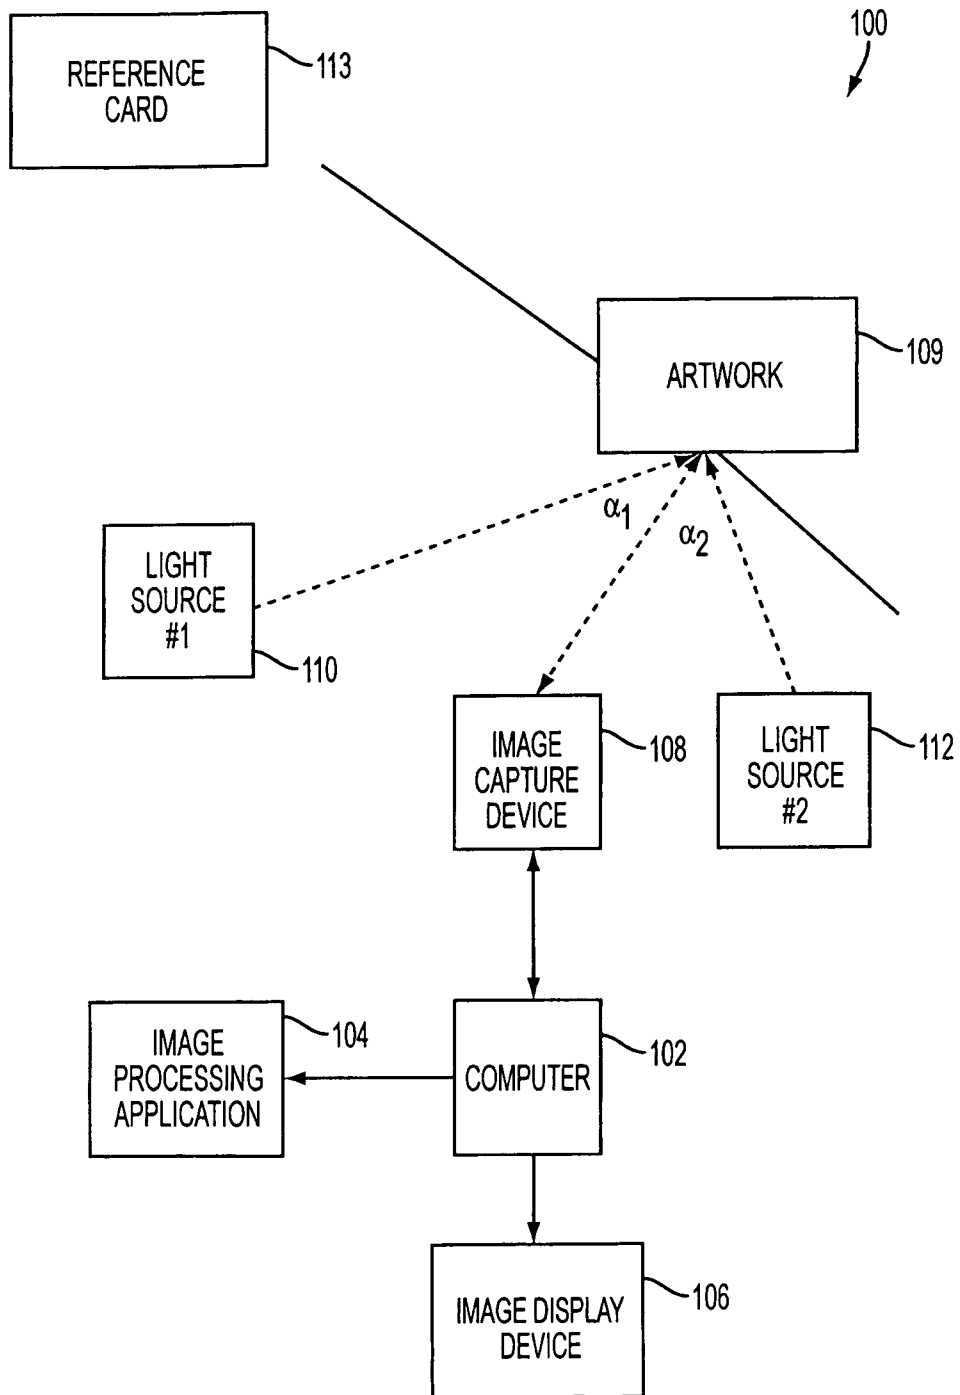 100
REFERENCE
CARD
113
ARTWORK
109
α1
α2
LIGHT
SOURCE
#1
110
IMAGE
CAPTURE
DEVICE
108
LIGHT
SOURCE
#2
112
IMAGE
PROCESSING
APPLICATION
104
COMPUTER
102
IMAGE DISPLAY
DEVICE
106